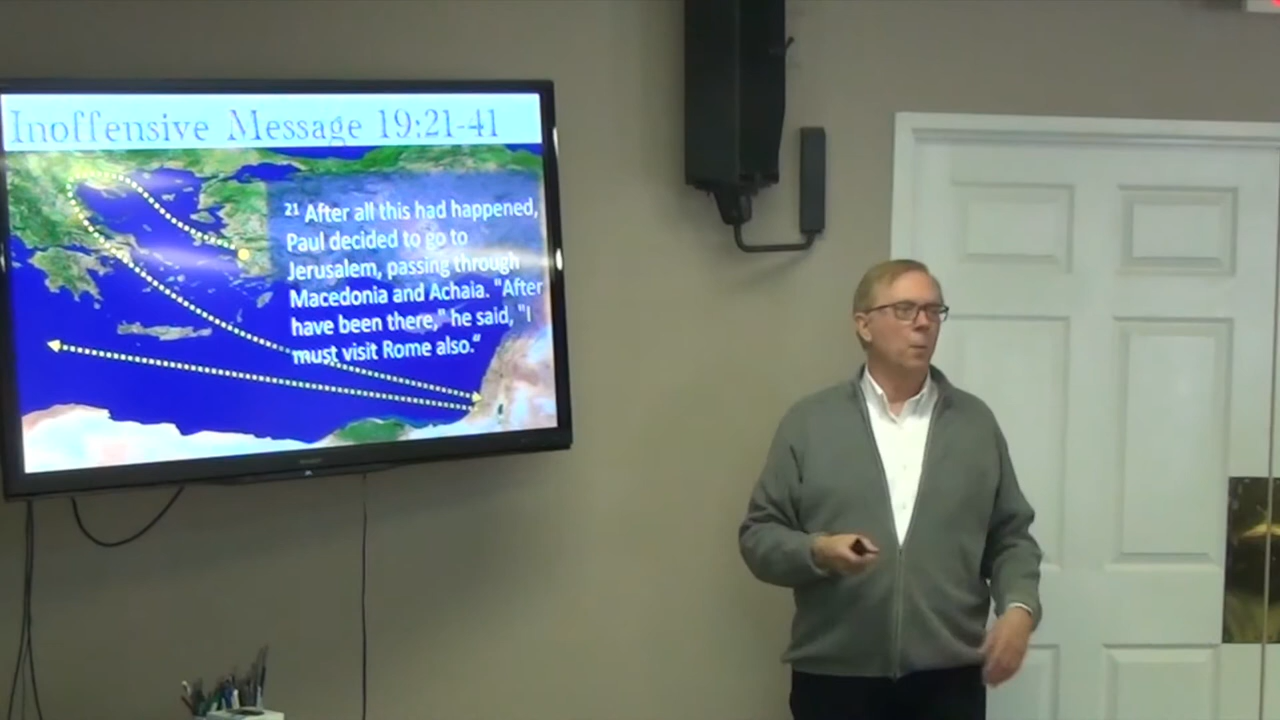 Inoffensive Message 19:21-41
21 After all this had happened,
Paul decided to go to
Jerusalem, passing through
Macedonia and Achaia. "After
have been there," he said, "I
must visit Rome also."